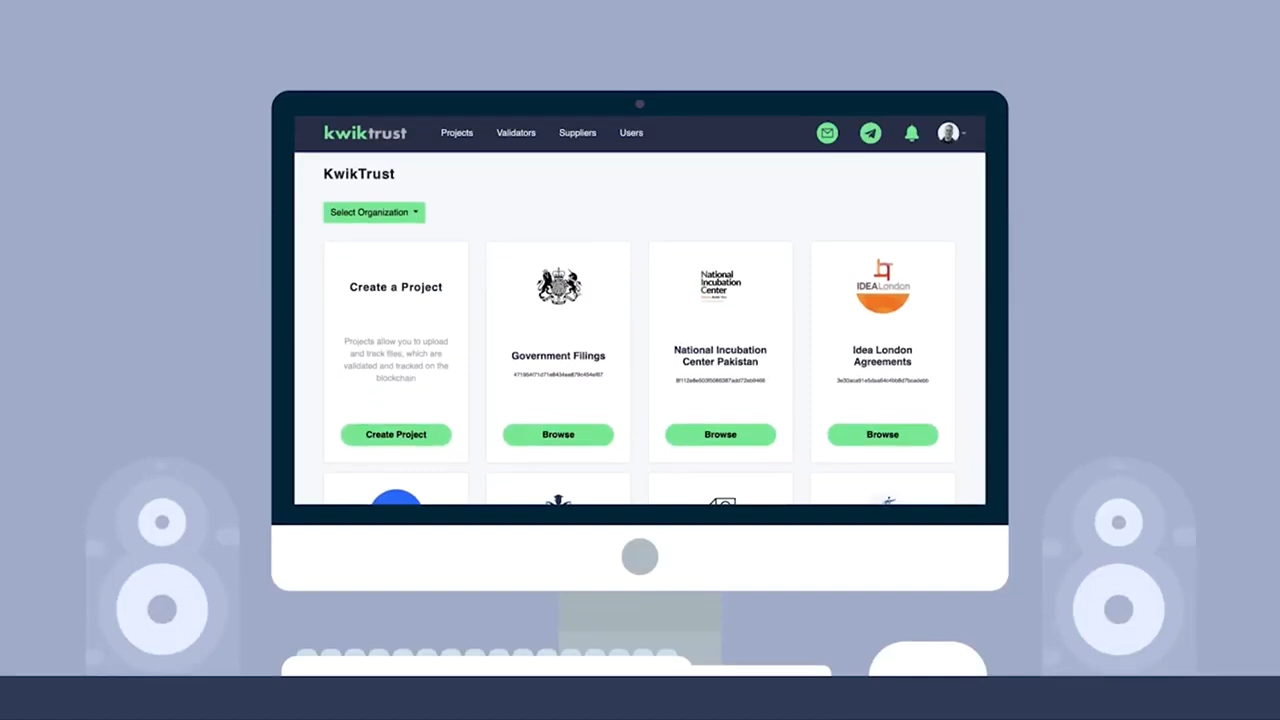 kwiktrust Projects Validators Suppliers Users
KwikTrust
Select Organization
Create a Project
Projects allow you to upload
and track files, which are
validated and tracked on the
blockchain
Create Project
Government Filings
Browse
National
Incubation
Center
National Incubation
Center Pakistan
Browse
IDEALondon
Idea London
Agreements
Browse